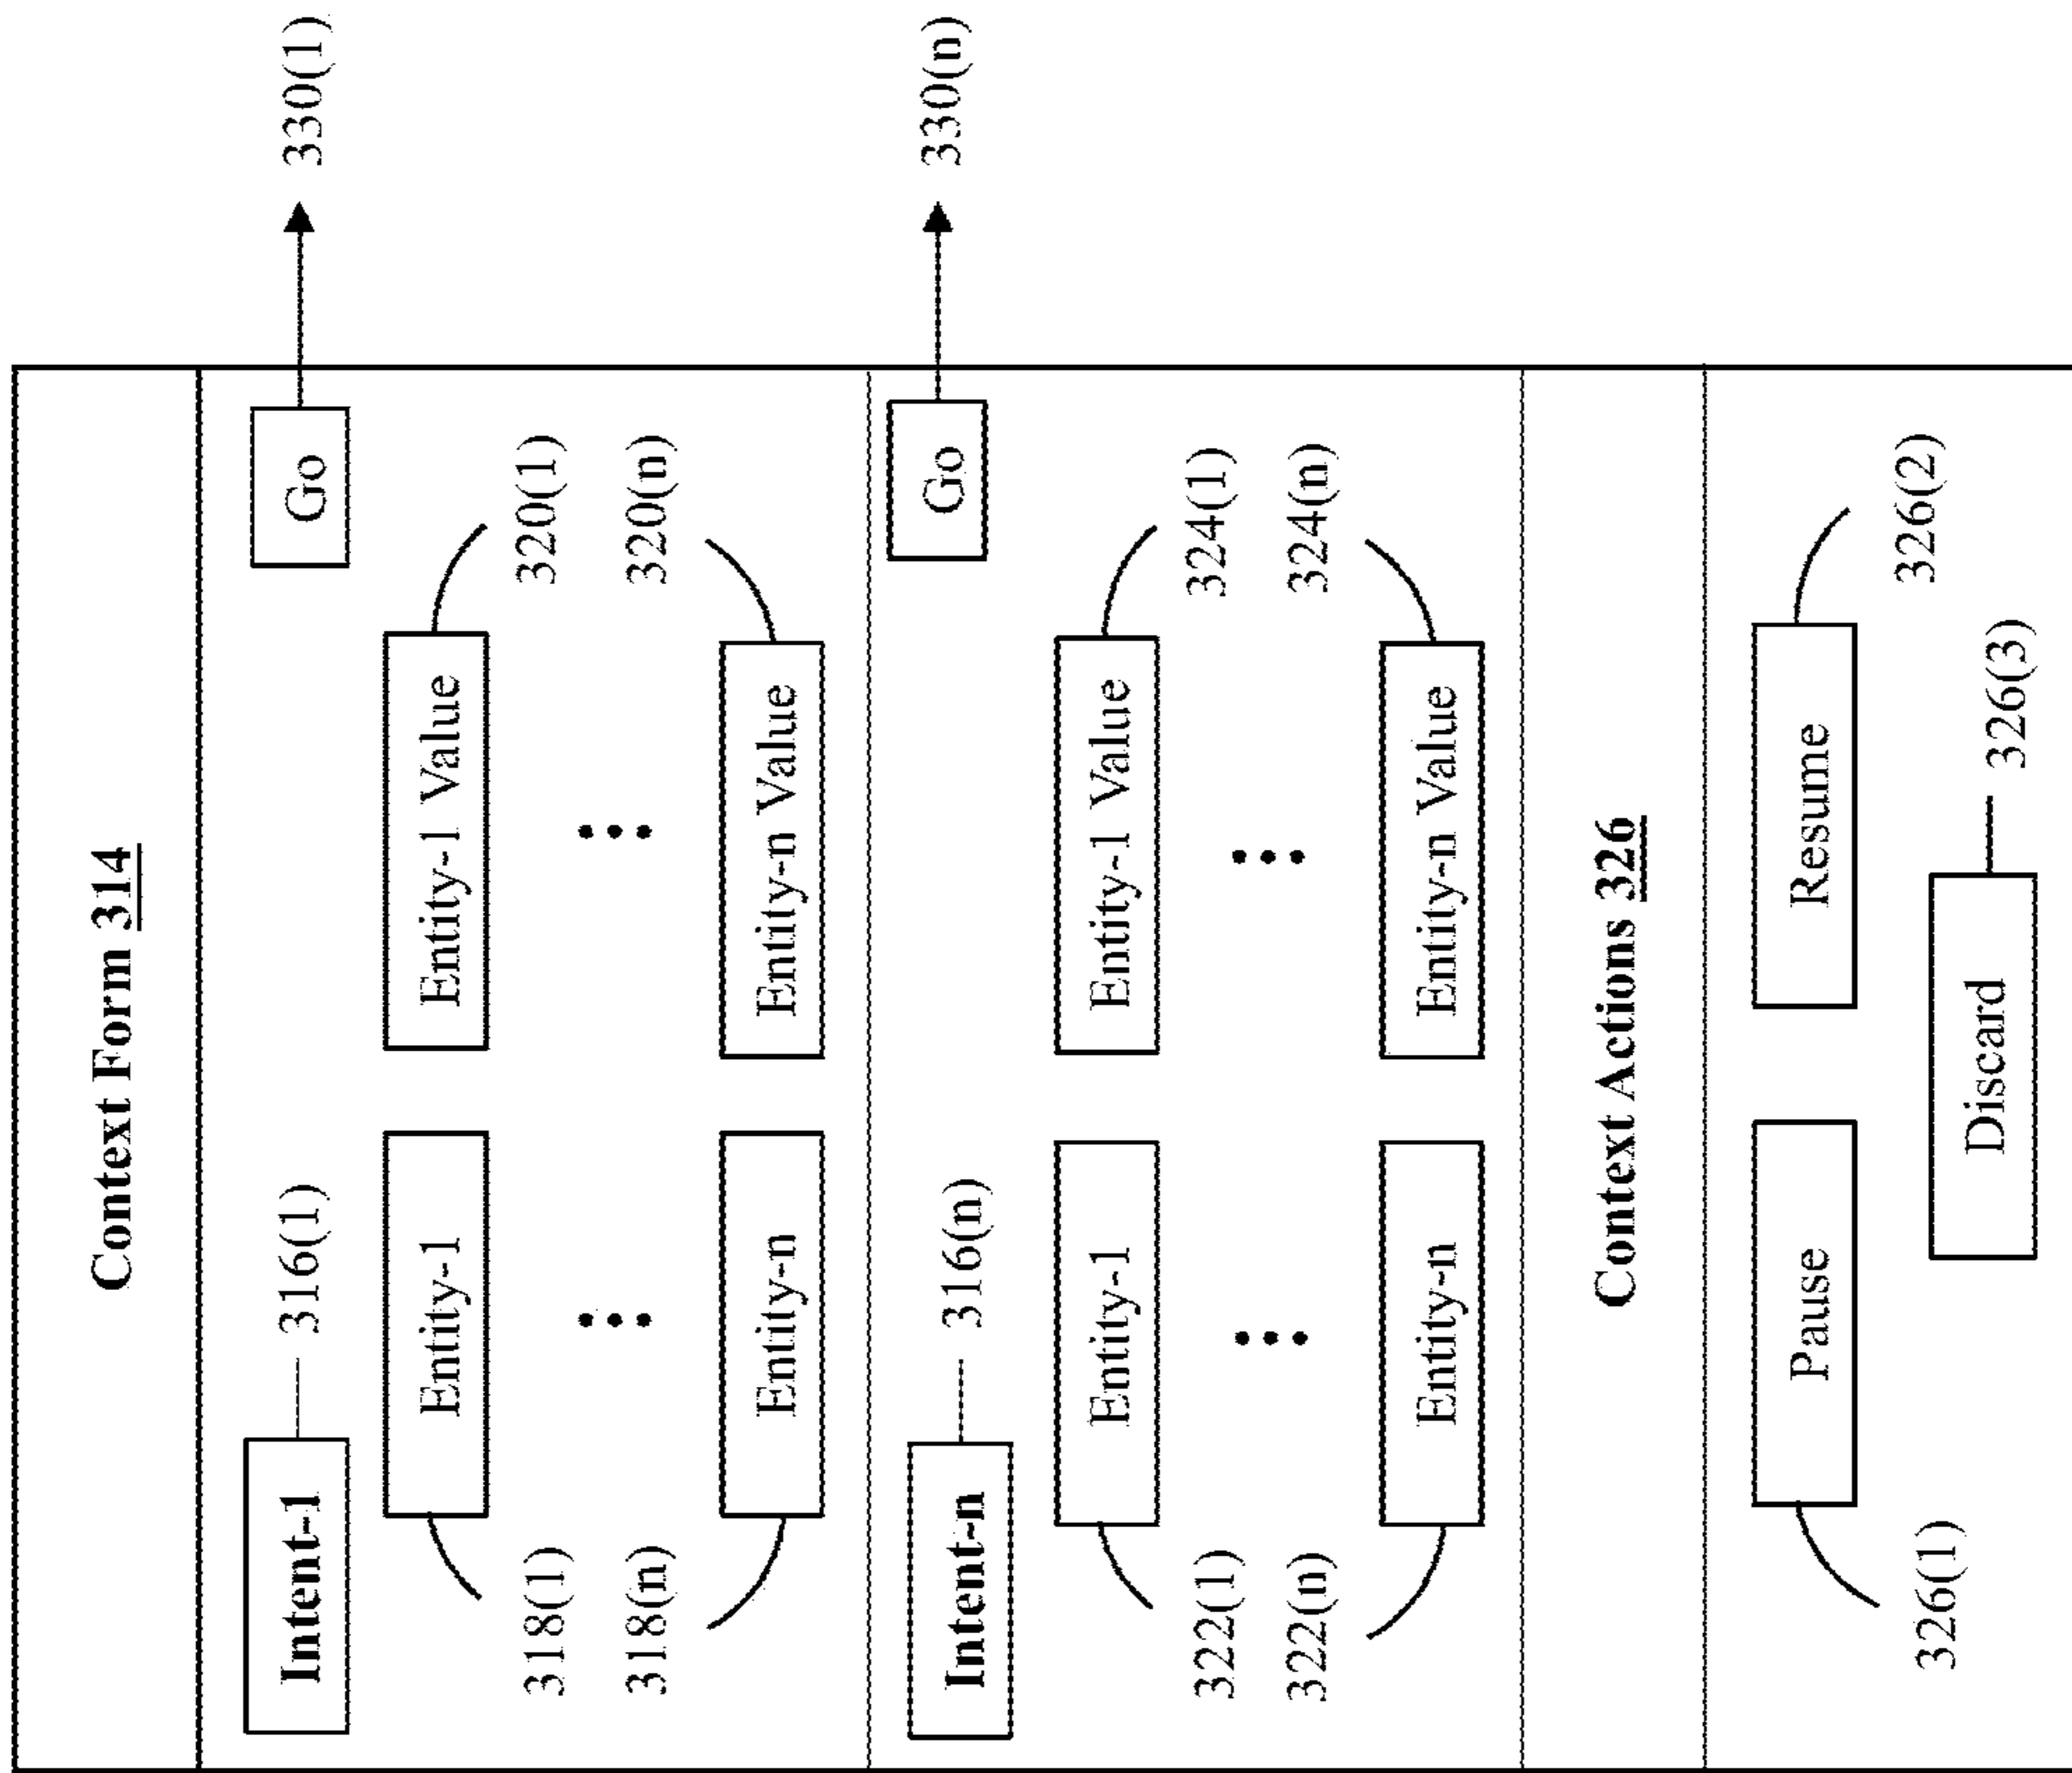 Context Form 314
Intent-1 316(1) Go 330(1)
Entity-1 Entity-1 Value
318(1) 320(1)
318(n) 320(n)
Entity-n Entity-n Value
Intent-n 316(n) Go 330(n)
Entity-1 Entity-1 Value
322(1) 324(1)
322(n) 324(n)
Entity-n Entity-n Value
Context Actions 326
Pause Resume
326(1) 326(2)
Discard 326(3)